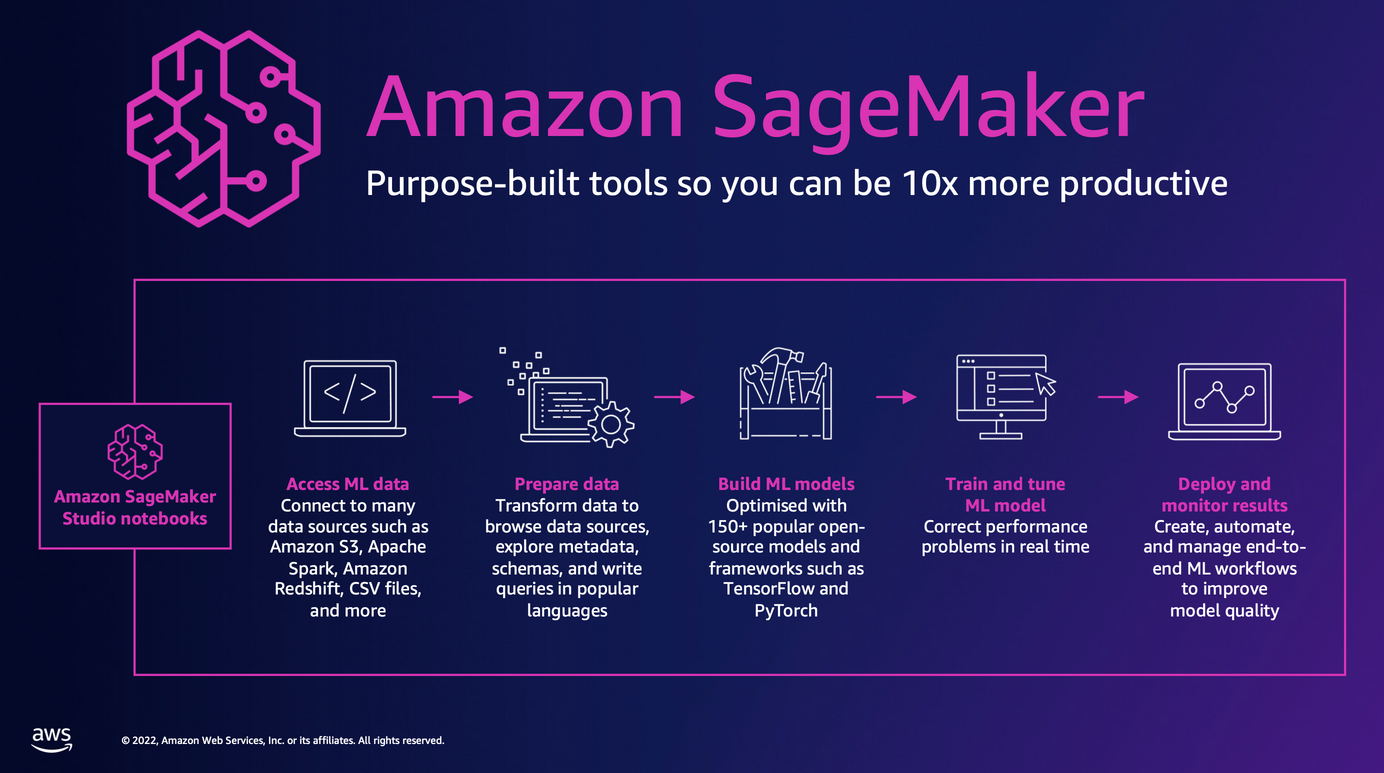 Amazon SageMaker
Purpose-built tools so you can be 10x more productive
Amazon SageMaker
Studio notebooks
Access ML data
Connect to many
data sources such as
Amazon S3, Apache
Spark, Amazon
Redshift, CSV files,
and more
Prepare data
Transform data to
browse data sources,
explore metadata,
schemas, and write
queries in popular
languages
Build ML models
Optimised with
150+ popular open-
source models and
frameworks such as
TensorFlow and
PyTorch
Train and tune
ML model
Correct performance
problems in real time
Deploy and
monitor results
Create, automate,
and manage end-to-
end ML workflows
to improve
model quality
aws
© 2022, Amazon Web Services, Inc. or its affiliates. All rights reserved.